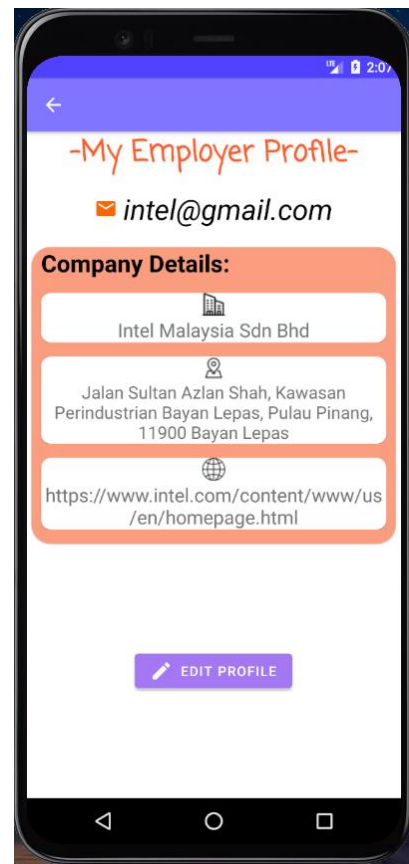 LTE 2:07
-My Employer Profile-
intel@gmail.com
Company Details:
Intel Malaysia Sdn Bhd
Jalan Sultan Azlan Shah, Kawasan
Perindustrian Bayan Lepas, Pulau Pinang,
11900 Bayan Lepas
https://www.intel.com/content/www/us
/en/homepage.html
EDIT PROFILE